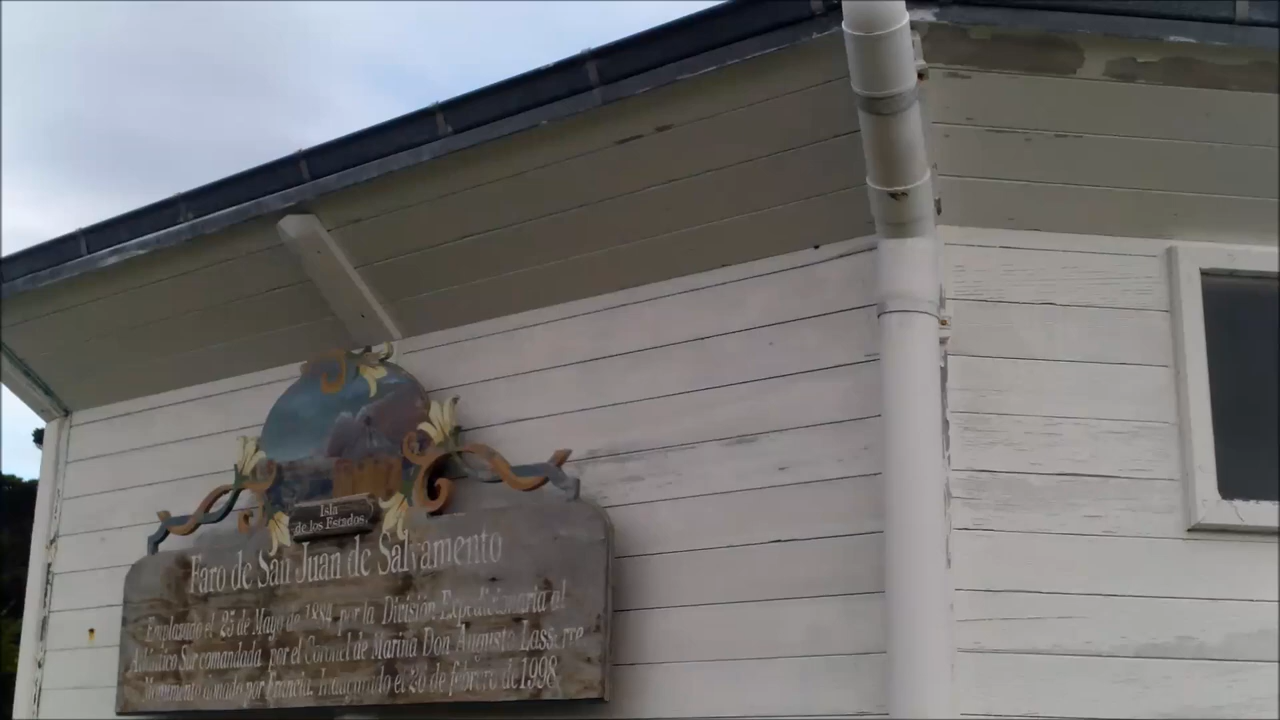 Isla
de los Estados
Faro de San Juan de Salvamento
Emplazado el 25 de Mayo de 1884 por la División Expedicionaria al
Atlántico Sur comandada por el Coronel de Marina Don Augusto Lasserre
Monumento donado por Francia. Inaugurado el 26 de febrero de 1998